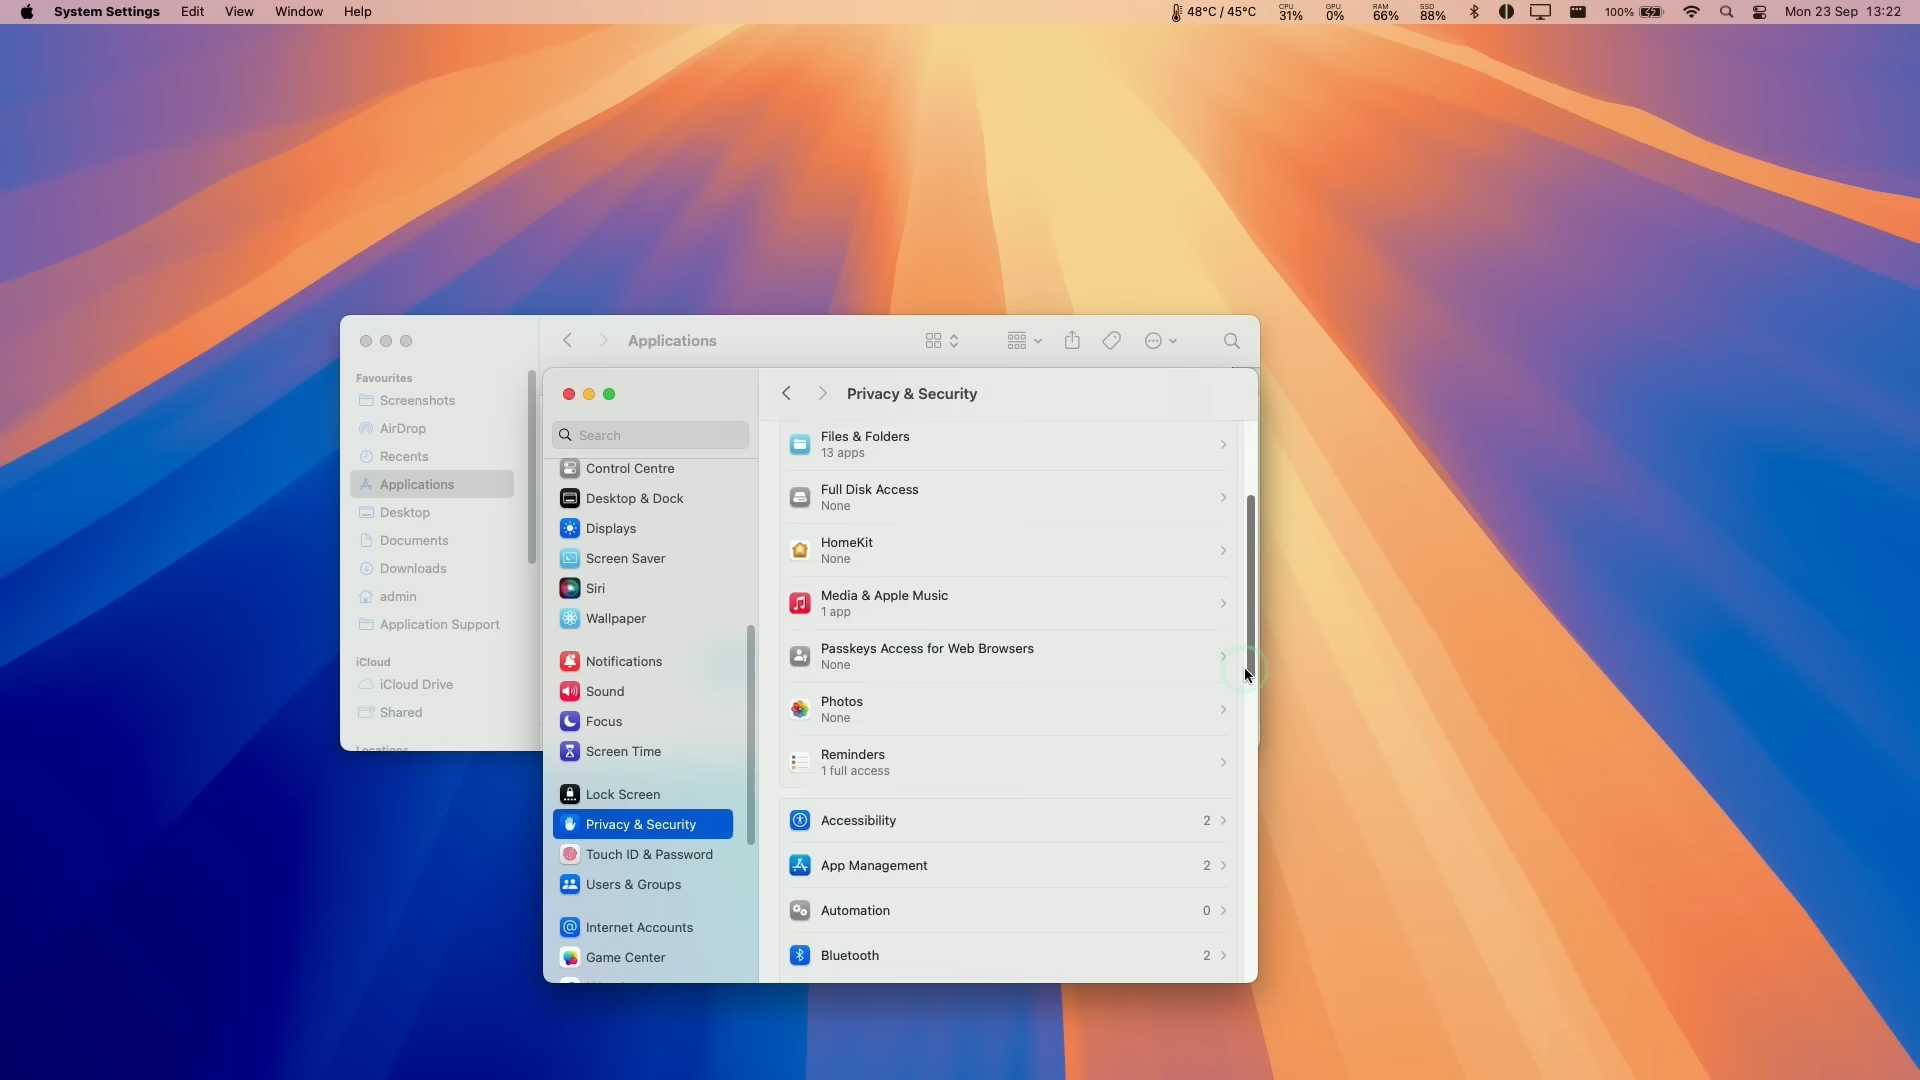 System Settings Edit View Window Help 48°C / 45°C CPU 31% GPU 0% RAM 66% SSD 88% 100% Mon 23 Sep 13:22
Applications
Favourites
Screenshots
AirDrop
Recents
Applications
Desktop
Documents
Downloads
admin
Application Support
iCloud
iCloud Drive
Shared
Locations
Search
Control Centre
Desktop & Dock
Displays
Screen Saver
Siri
Wallpaper
Notifications
Sound
Focus
Screen Time
Lock Screen
Privacy & Security
Touch ID & Password
Users & Groups
Internet Accounts
Game Center
Privacy & Security
Files & Folders
13 apps
Full Disk Access
None
HomeKit
None
Media & Apple Music
1 app
Passkeys Access for Web Browsers
None
Photos
None
Reminders
1 full access
Accessibility 2
App Management 2
Automation 0
Bluetooth 2